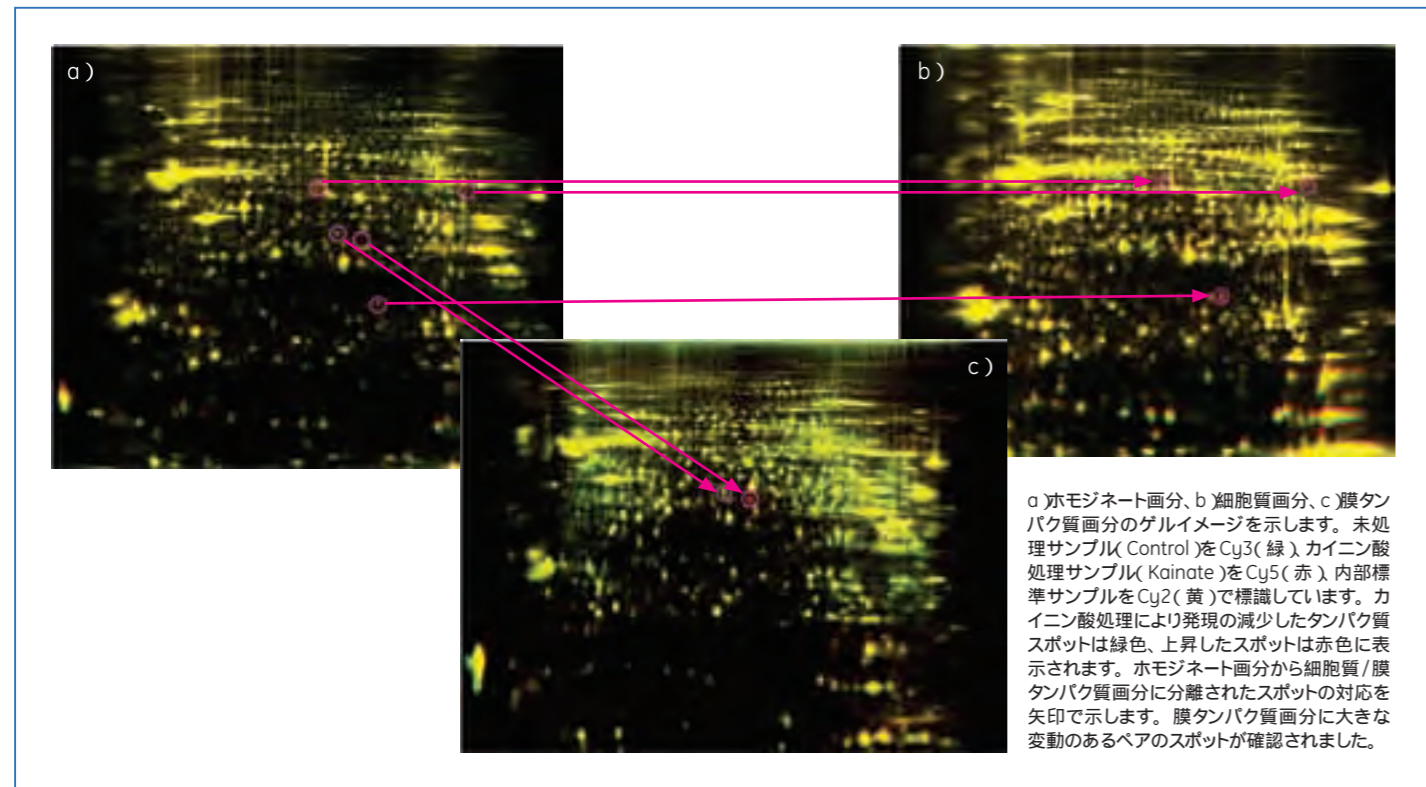 a )
b )
c )
a )ホモジネート画分、b )細胞質画分、c )膜タン
パク質画分のゲルイメージを示します。未処
理サンプル( Control )をCy3( 緑 )、カイニン酸
処理サンプル( Kainate )をCy5( 赤 )、内部標
準サンプルをCy2( 黄 )で標識しています。カ
イニン酸処理により発現の減少したタンパク質
スポットは緑色、上昇したスポットは赤色に表
示されます。ホモジネート画分から細胞質/膜
タンパク質画分に分離されたスポットの対応を
矢印で示します。膜タンパク質画分に大きな
変動のあるペアのスポットが確認されました。